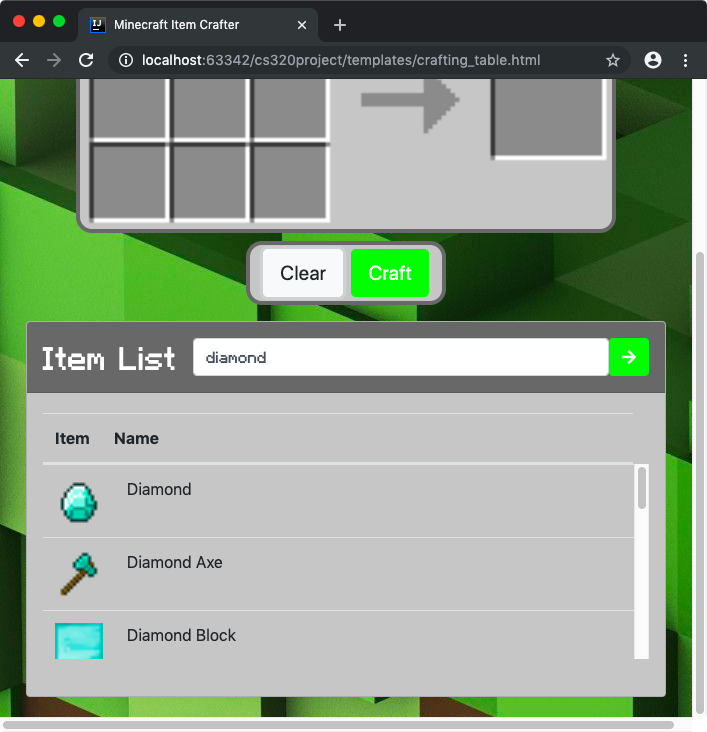 Minecraft Item Crafter
localhost:63342/cs320project/templates/crafting_table.html
Clear
Craft
Item List
diamond
Item Name
Diamond
Diamond Axe
Diamond Block